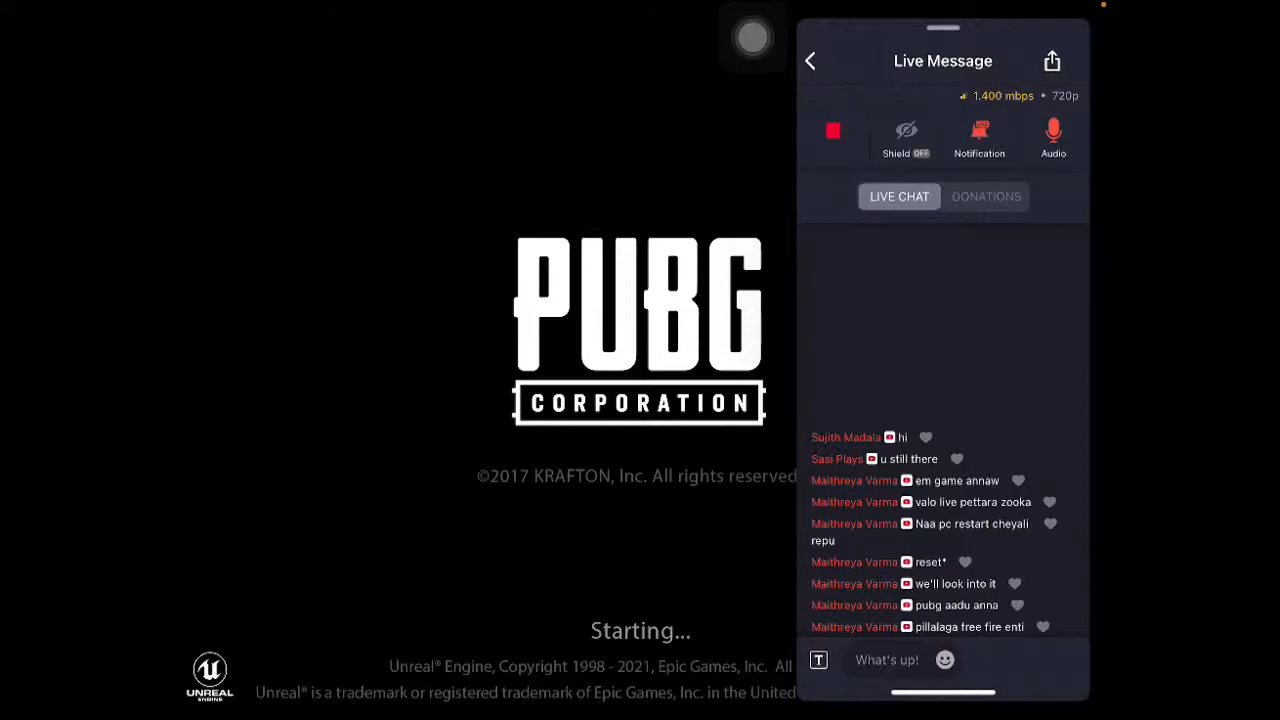 PUBG
CORPORATION
©2017 KRAFTON, Inc. All rights reserved
Starting...
UNREAL
ENGINE
Unreal® Engine, Copyright 1998 - 2021, Epic Games, Inc. All
Unreal® is a trademark or registered trademark of Epic Games, Inc. in the United
Live Message
1.400 mbps • 720p
Shield OFF
Notification
Audio
LIVE CHAT
DONATIONS
Sujith Madala hi
Sasi Plays u still there
Maithreya Varma em game annaw
Maithreya Varma valo live pettara zooka
Maithreya Varma Naa pc restart cheyali
repu
Maithreya Varma reset*
Maithreya Varma we'll look into it
Maithreya Varma pubg aadu anna
Maithreya Varma pillalaga free fire enti
T What's up!